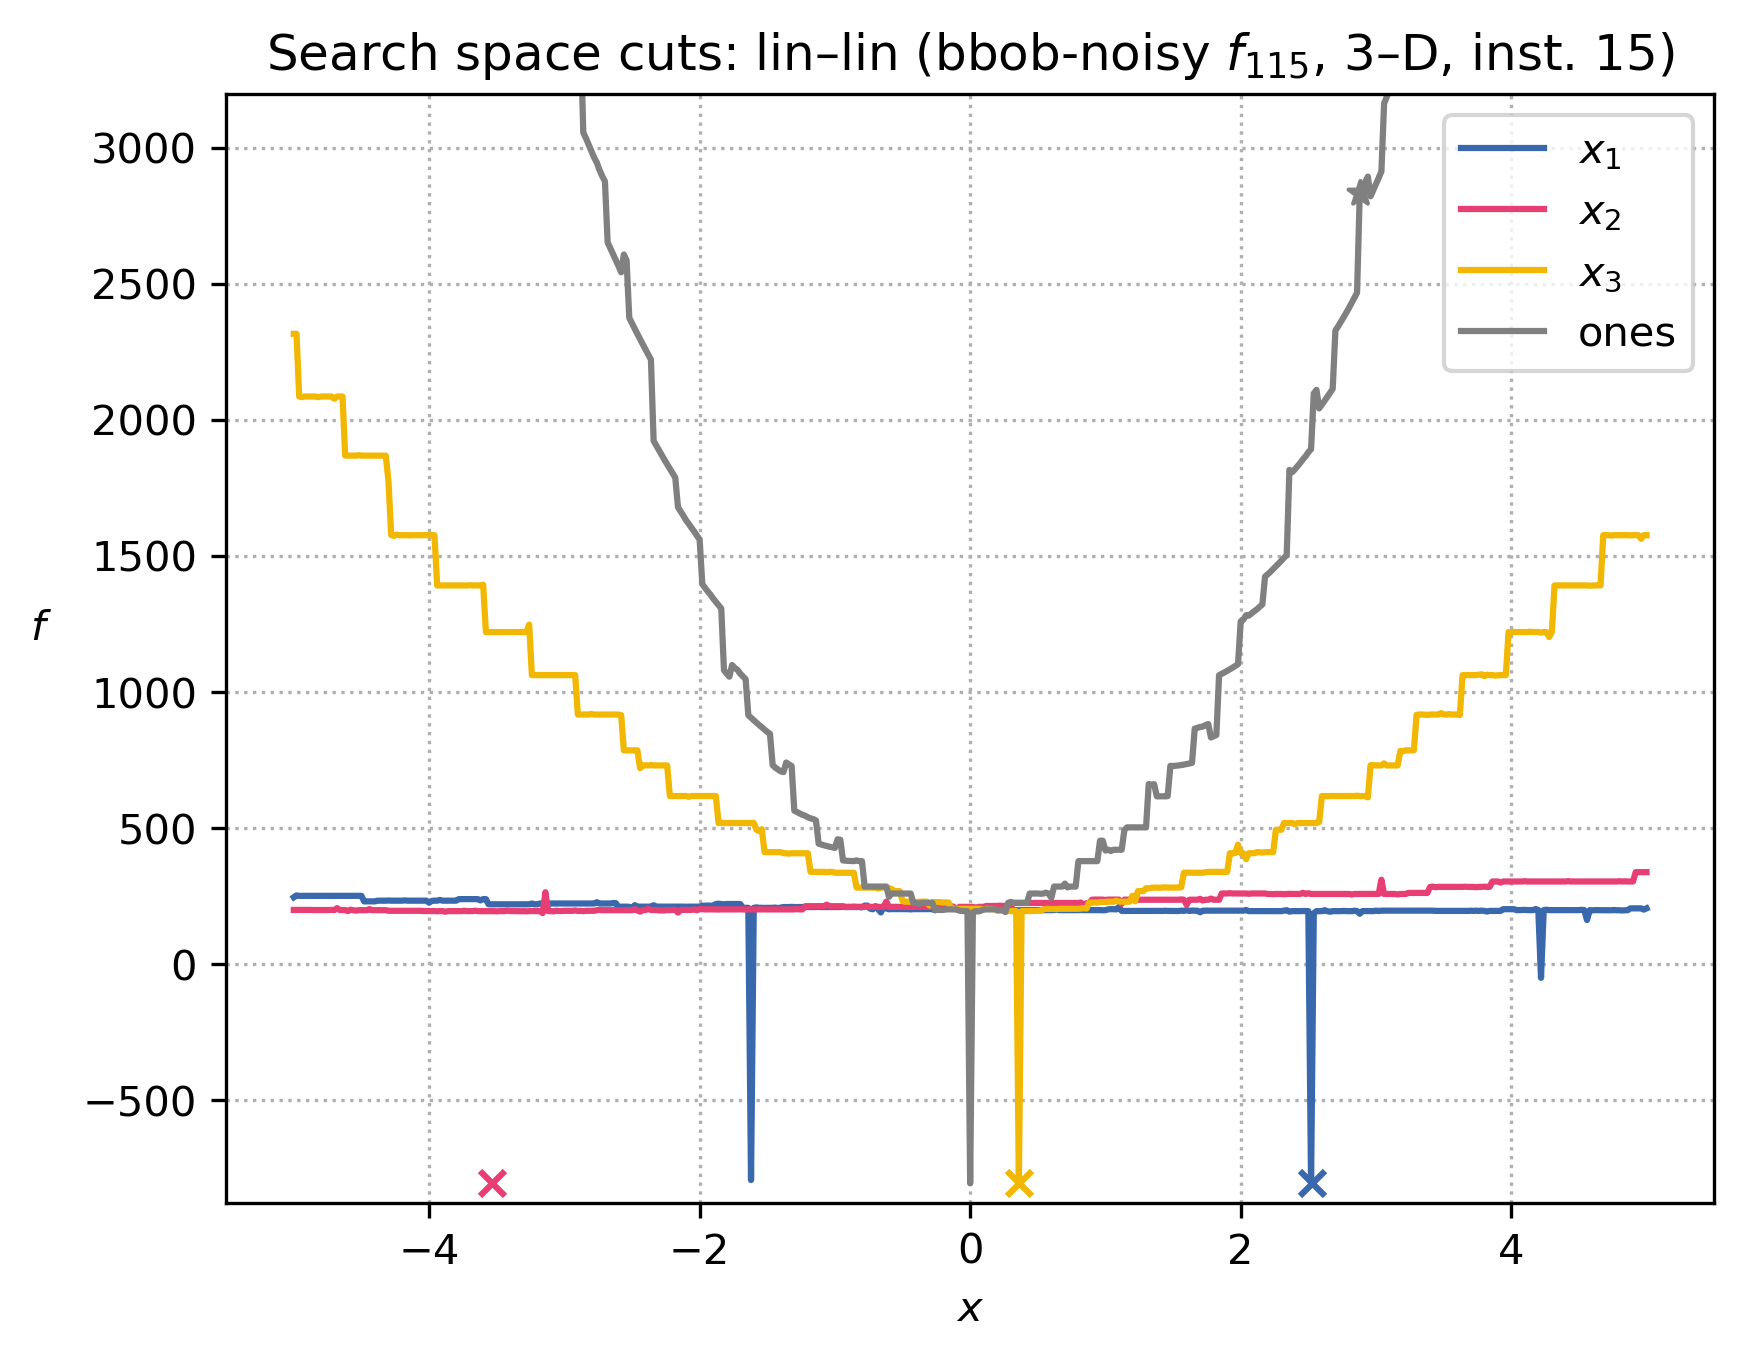 Search space cuts: lin–lin (bbob-noisy f₁₁₅, 3–D, inst. 15)
x₁
x₂
x₃
ones
3000
2500
2000
1500
1000
500
0
−500
f
−4
−2
0
2
4
x